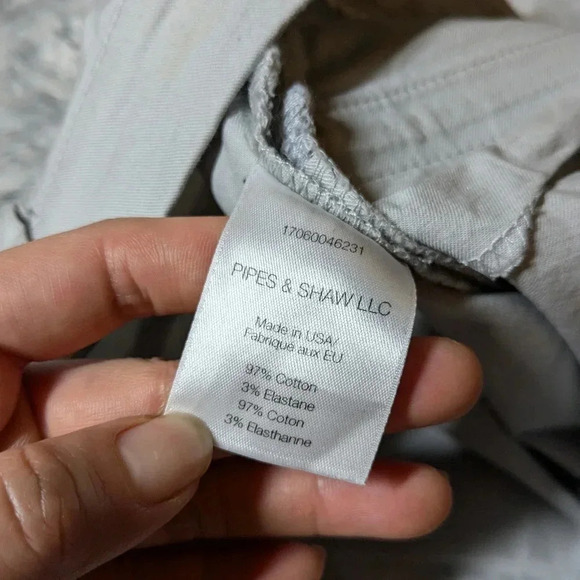 17060046231
PIPES & SHAW LLC
Made in USA/
Fabriqué aux EU
97% Cotton
3% Elastane
97% Coton
3% Elasthanne